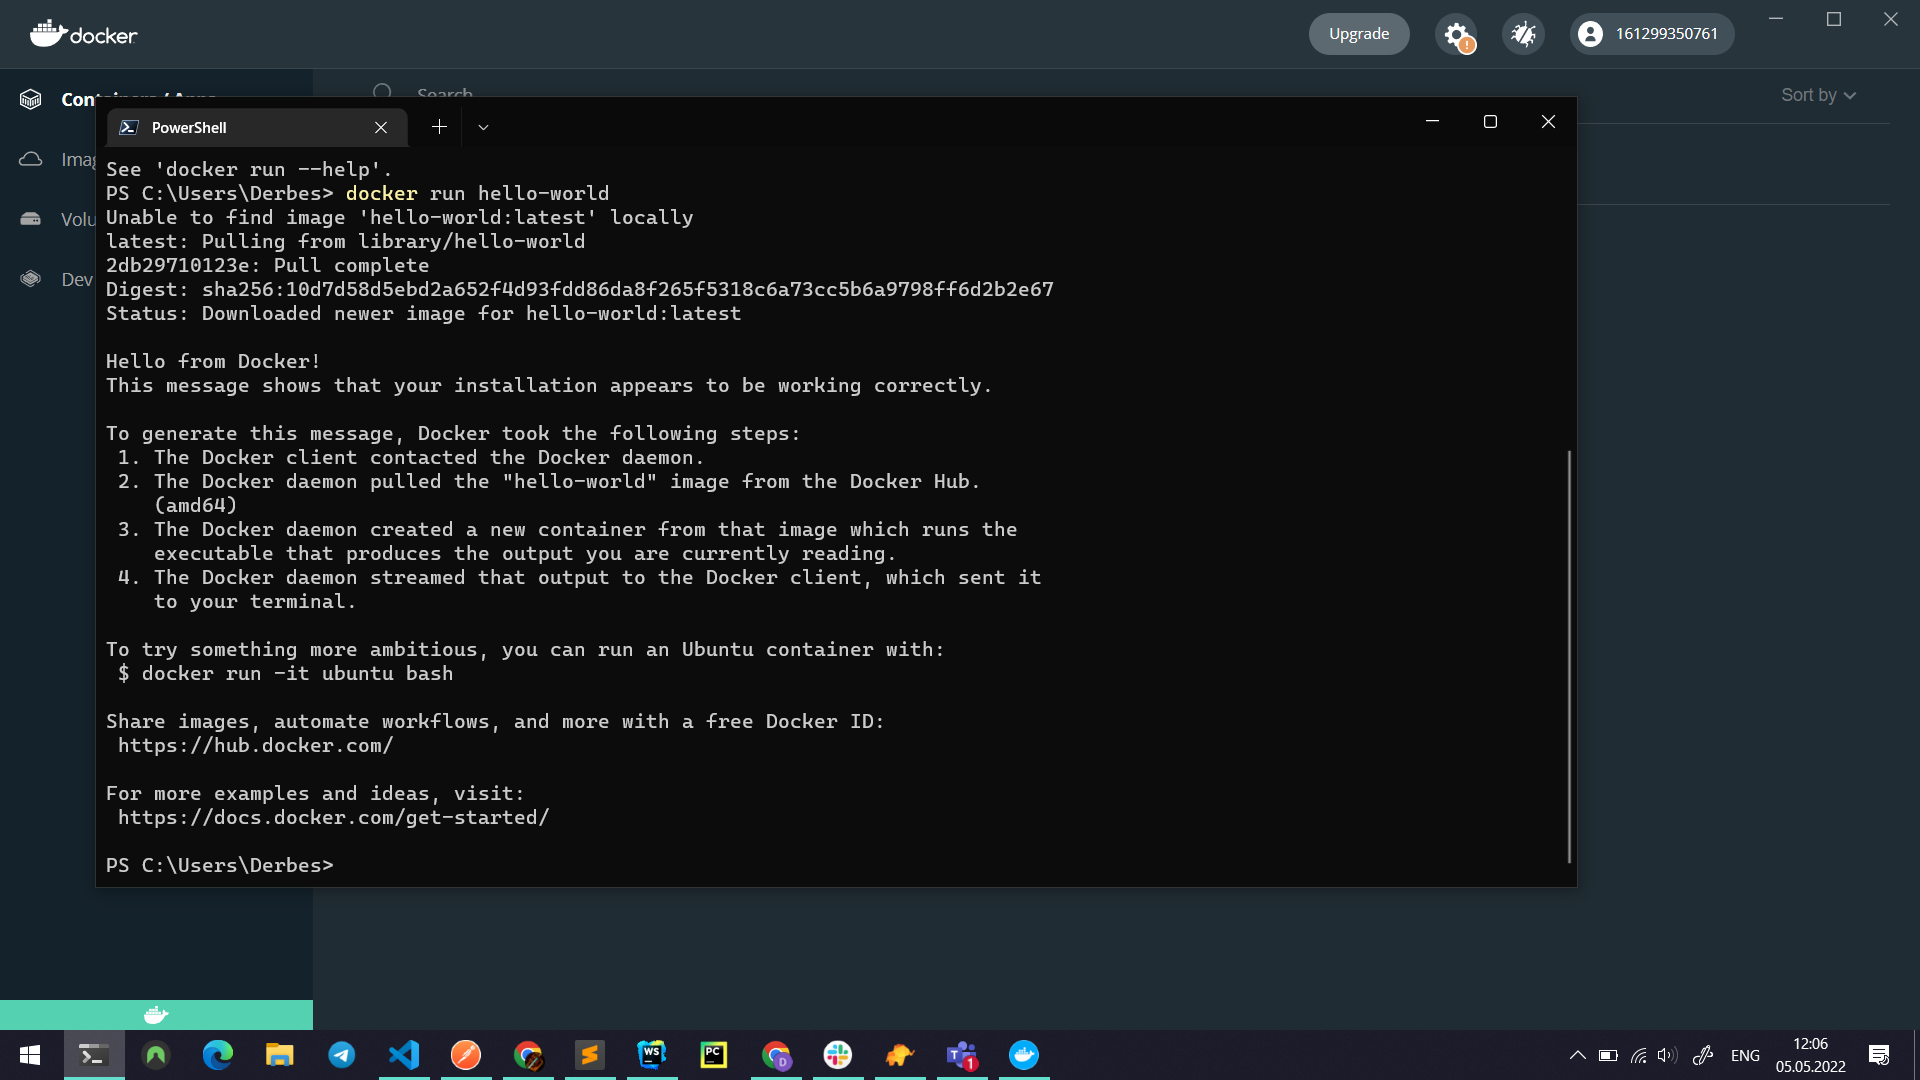 docker
Upgrade
161299350761
Search
Sort by
PowerShell
See 'docker run --help'.
PS C:\Users\Derbes> docker run hello-world
Unable to find image 'hello-world:latest' locally
latest: Pulling from library/hello-world
2db29710123e: Pull complete
Digest: sha256:10d7d58d5ebd2a652f4d93fdd86da8f265f5318c6a73cc5b6a9798ff6d2b2e67
Status: Downloaded newer image for hello-world:latest
Hello from Docker!
This message shows that your installation appears to be working correctly.
To generate this message, Docker took the following steps:
1. The Docker client contacted the Docker daemon.
2. The Docker daemon pulled the "hello-world" image from the Docker Hub.
(amd64)
3. The Docker daemon created a new container from that image which runs the
executable that produces the output you are currently reading.
4. The Docker daemon streamed that output to the Docker client, which sent it
to your terminal.
To try something more ambitious, you can run an Ubuntu container with:
$ docker run -it ubuntu bash
Share images, automate workflows, and more with a free Docker ID:
https://hub.docker.com/
For more examples and ideas, visit:
https://docs.docker.com/get-started/
PS C:\Users\Derbes>
Dev
WS
PC
D
T
1
ENG
12:06
05.05.2022